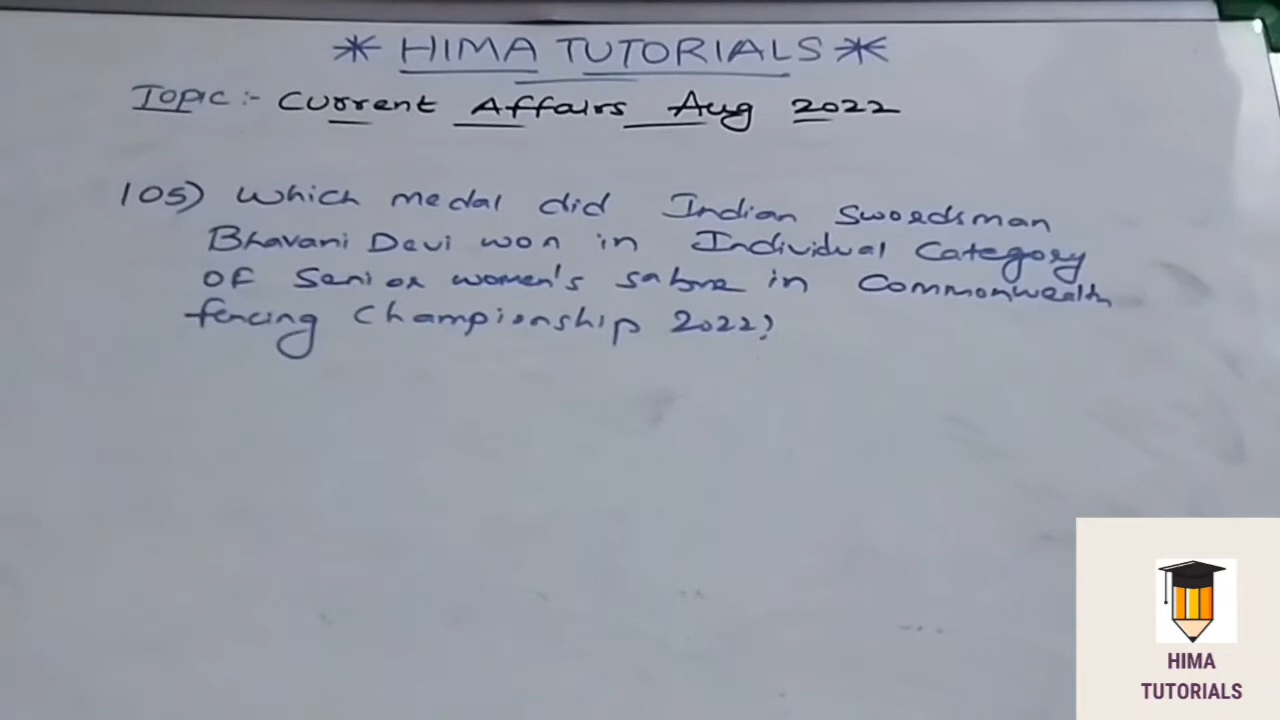 * HIMA TUTORIALS *
Topic:- Current Affairs Aug 2022
105) Which medal did Indian Swordsman
Bhavani Devi won in Individual Category
OF Senior women's sabre in Commonwealth
fencing Championship 2022?
HIMA
TUTORIALS